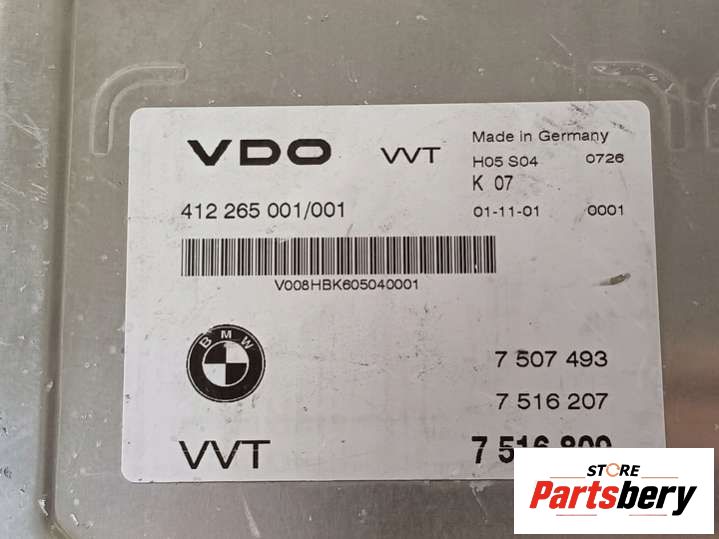 VDO VVT Made in Germany
H05 S04 0726
K 07
412 265 001/001 01-11-01 0001
V008HBK605040001
BMW
7 507 493
7 516 207
VVT 7 516 809
STORE
Partsbery